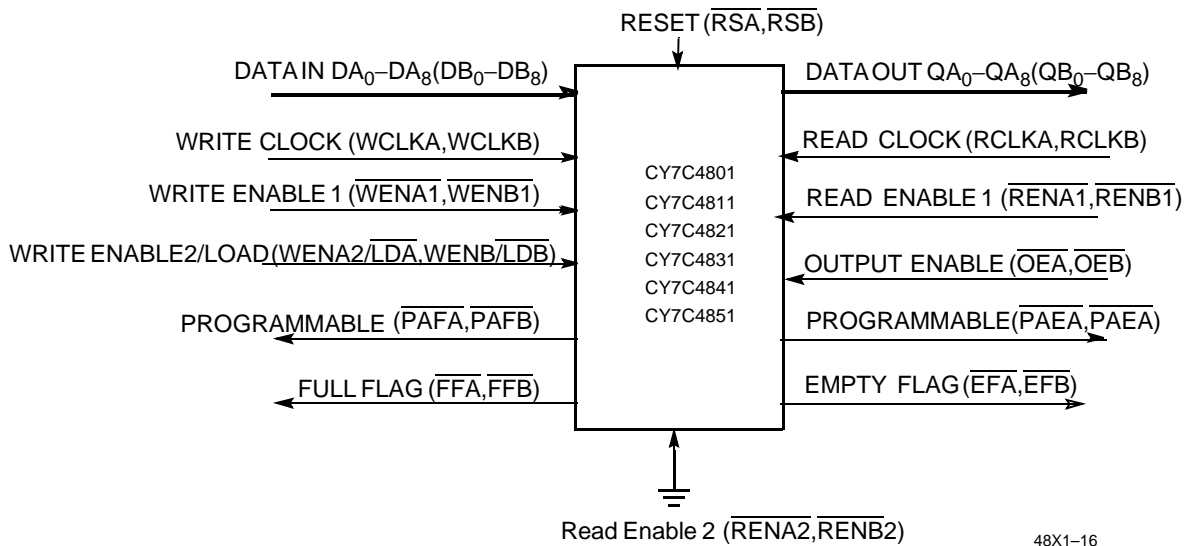 RESET (RSA,RSB)
DATA IN DA0–DA8(DB0–DB8)
DATA OUT QA0–QA8(QB0–QB8)
WRITE CLOCK (WCLKA,WCLKB)
READ CLOCK (RCLKA,RCLKB)
WRITE ENABLE 1 (WENA1,WENB1)
READ ENABLE 1 (RENA1,RENB1)
WRITE ENABLE2/LOAD(WENA2/LDA,WENB/LDB)
OUTPUT ENABLE (OEA,OEB)
PROGRAMMABLE (PAFA,PAFB)
PROGRAMMABLE(PAEA,PAEA)
FULL FLAG (FFA,FFB)
EMPTY FLAG (EFA,EFB)
CY7C4801
CY7C4811
CY7C4821
CY7C4831
CY7C4841
CY7C4851
Read Enable 2 (RENA2,RENB2)
48X1–16